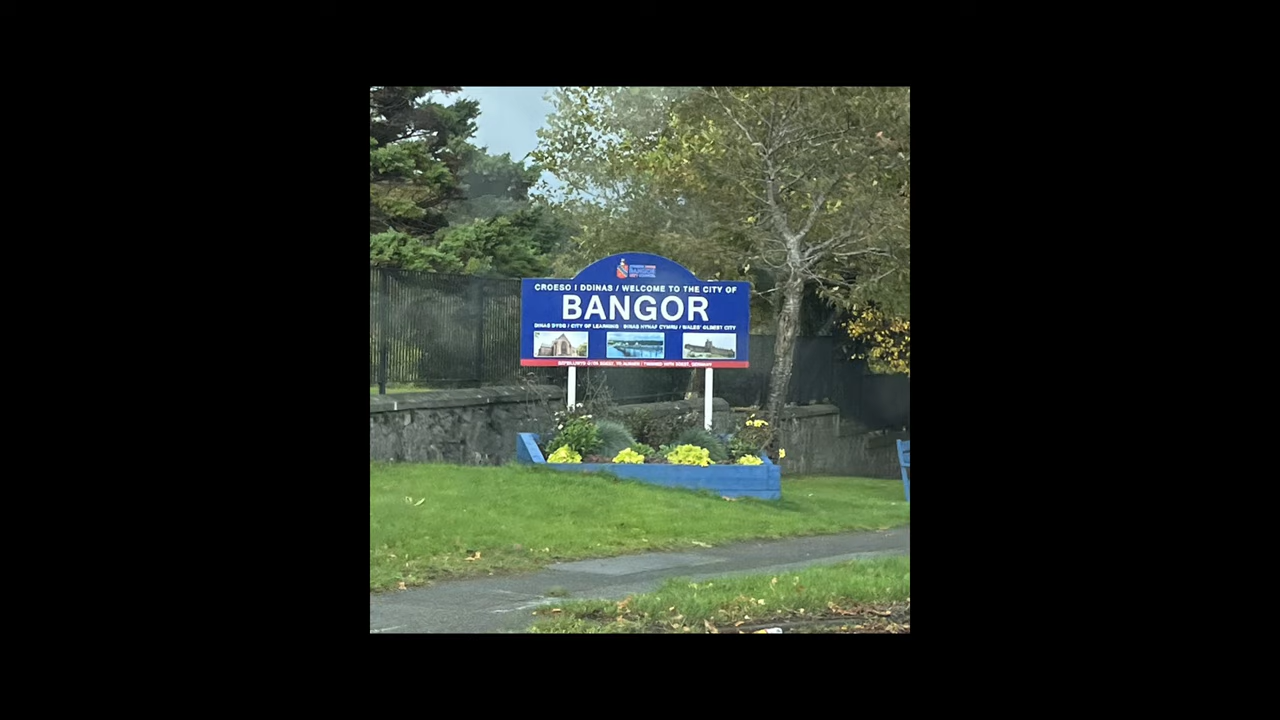 BANGOR
CROESO I DDINAS / WELCOME TO THE CITY OF
BANGOR
DINAS DYSG / CITY OF LEARNING DINAS HYNAF CYMRU / WALES' OLDEST CITY